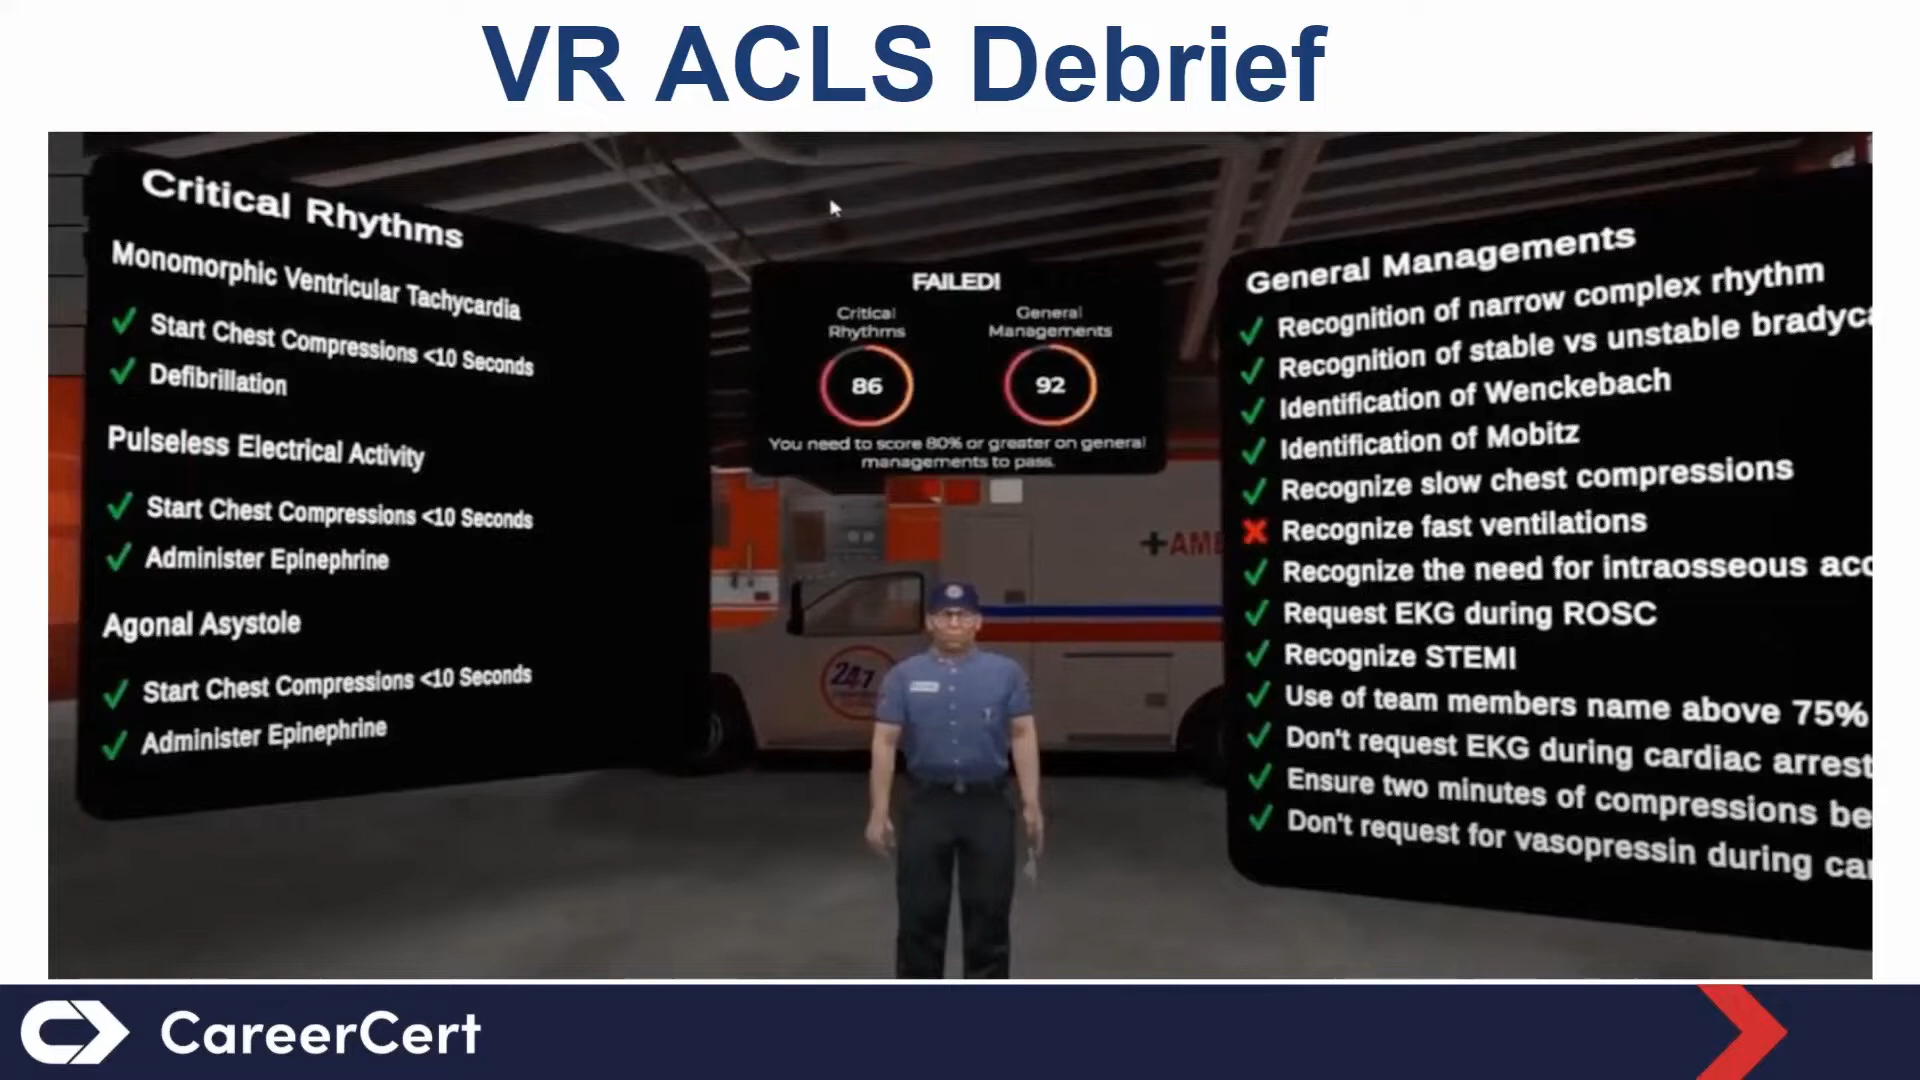 VR ACLS Debrief
Critical Rhythms
Monomorphic Ventricular Tachycardia
Start Chest Compressions <10 Seconds
Defibrillation
Pulseless Electrical Activity
Start Chest Compressions <10 Seconds
Administer Epinephrine
Agonal Asystole
Start Chest Compressions <10 Seconds
Administer Epinephrine
FAILED!
Critical
Rhythms
86
General
Managements
92
You need to score 80% or greater on general
managements to pass.
General Managements
Recognition of narrow complex rhythm
Recognition of stable vs unstable bradyca
Identification of Wenckebach
Identification of Mobitz
Recognize slow chest compressions
Recognize fast ventilations
Recognize the need for intraosseous acc
Request EKG during ROSC
Recognize STEMI
Use of team members name above 75%
Don't request EKG during cardiac arrest
Ensure two minutes of compressions be
Don't request for vasopressin during car
AMB
24/7
CareerCert